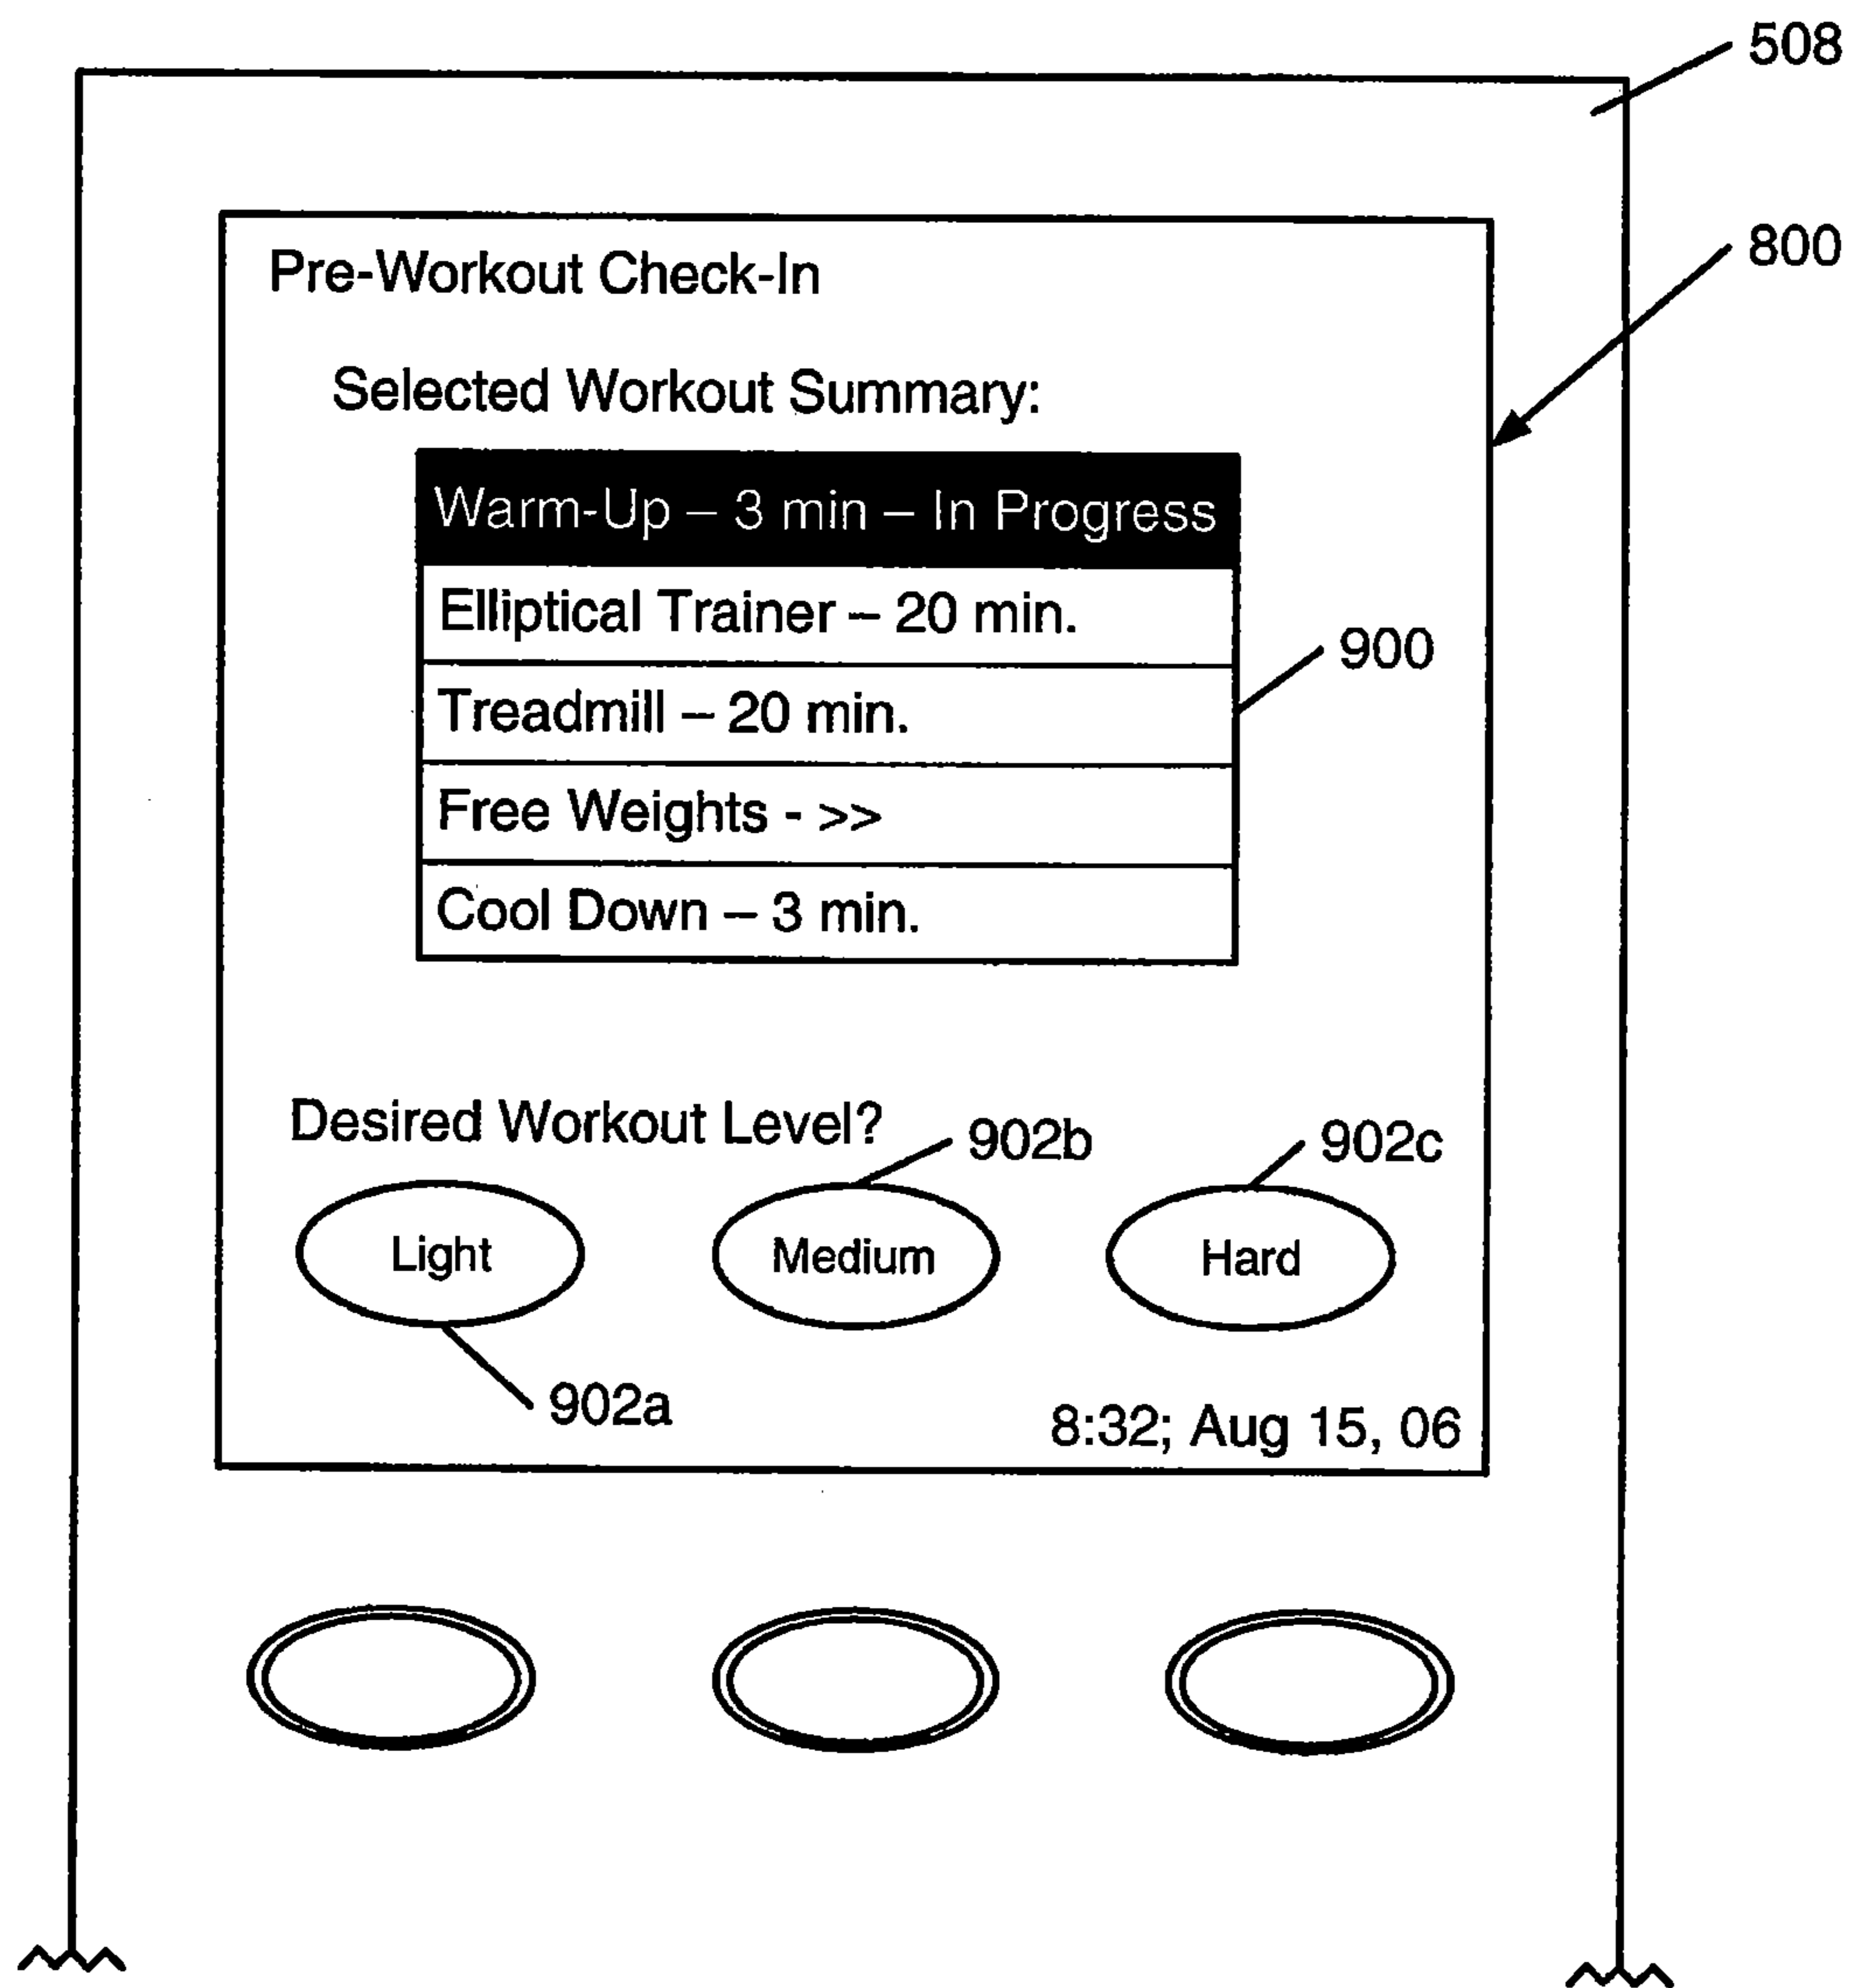 508
800
Pre-Workout Check-In
Selected Workout Summary:
Warm-Up – 3 min – In Progress
Elliptical Trainer – 20 min.
900
Treadmill – 20 min.
Free Weights - >>
Cool Down – 3 min.
Desired Workout Level?
902b
902c
Light
Medium
Hard
902a
8:32; Aug 15, 06